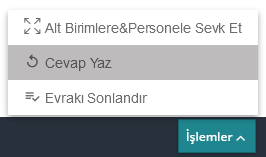 Alt Birimlere&Personele Sevk Et
Cevap Yaz
Evrakı Sonlandır
İşlemler